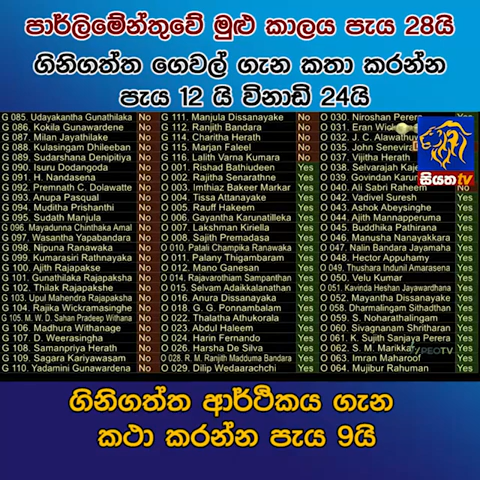 පාර්ලිමේන්තුවේ මුළු කාලය පැය 28යි
ගිනිගත්ත ගෙවල් ගැන කතා කරන්න
පැය 12 යි විනාඩි 24යි
G 085. Udayakantha Gunathilaka No
G 086. Kokila Gunawardene No
G 087. Milan Jayathilake No
G 088. Kulasingam Dhileeban No
G 089. Sudarshana Denipitiya No
G 090. Isuru Dodangoda No
G 091. H. Nandasena No
G 092. Premnath C. Dolawatte No
G 093. Anupa Pasqual No
G 094. Muditha Prishanthi No
G 095. Sudath Manjula No
G 096. Mayadunna Chinthaka Amal No
G 097. Wasantha Yapabandara No
G 098. Nipuna Ranawaka No
G 099. Kumarasiri Rathnayaka No
G 100. Ajith Rajapakse No
G 101. Gunathilaka Rajapaksha No
G 102. Thilak Rajapakshe No
G 103. Upul Mahendra Rajapaksha No
G 104. Rajika Wickramasinghe No
G 105. M. W. D. Sahan Pradeep Withana No
G 106. Madhura Withanage No
G 107. D. Weerasingha No
G 108. Samanpriya Herath No
G 109. Sagara Kariyawasam No
G 110. Yadamini Gunawardena No
G 111. Manjula Dissanayake No
G 112. Ranjith Bandara No
G 114. Charitha Herath No
G 115. Marjan Faleel No
G 116. Lalith Varna Kumara No
O 001. Rishad Bathiudeen Yes
O 002. Rajitha Senarathne Yes
O 003. Imthiaz Bakeer Markar Yes
O 004. Tissa Attanayake Yes
O 005. Rauff Hakeem Yes
O 006. Gayantha Karunatilleka Yes
O 007. Lakshman Kiriella Yes
O 008. Sajith Premadasa Yes
O 010. Patali Champika Ranawaka Yes
O 011. Palany Thigambaram Yes
O 012. Mano Ganesan Yes
O 014. Rajavarothiam Sampanthan Yes
O 015. Selvam Adaikkalanathan Yes
O 016. Anura Dissanayaka Yes
O 018. G. G. Ponnambalam Yes
O 022. Thalatha Athukorala Yes
O 023. Abdul Haleem Yes
O 024. Harin Fernando Yes
O 026. Harsha De Silva Yes
O 028. R. M. Ranjith Madduma Bandara Yes
O 029. Dilip Wedaarachchi Yes
O 030. Niroshan Perera
O 031. Eran
O 032. J. C. Alawathuwala
O 035. John Senevirathna
O 037. Vijitha Herath
O 038. Selvarajah
O 039. Govindan
O 040. Ali Sabri Raheem No
O 042. Vadivel Suresh Yes
O 043. Ashok Abeysinghe Yes
O 044. Ajith Mannapperuma Yes
O 045. Buddhika Pathirana Yes
O 046. Manusha Nanayakkara Yes
O 047. Nalin Bandara Jayamaha Yes
O 048. Hector Appuhamy Yes
O 049. Thushara Indunil Amarasena Yes
O 050. Velu Kumar Yes
O 051. Kavinda Heshan Jayawardhana Yes
O 052. Mayantha Dissanayake Yes
O 058. Dharmalingam Sithadthan Yes
O 059. S. Noharathalingam Yes
O 060. Sivagnanam Shritharan Yes
O 061. K. Sujith Sanjaya Perera Yes
O 062. S. M. Marikkar
O 063. Imran Maharoof Yes
O 064. Mujibur Rahuman Yes
සියත tv
PEOTV
ගිනිගත්ත ආර්ථිකය ගැන
කථා කරන්න පැය 9යි